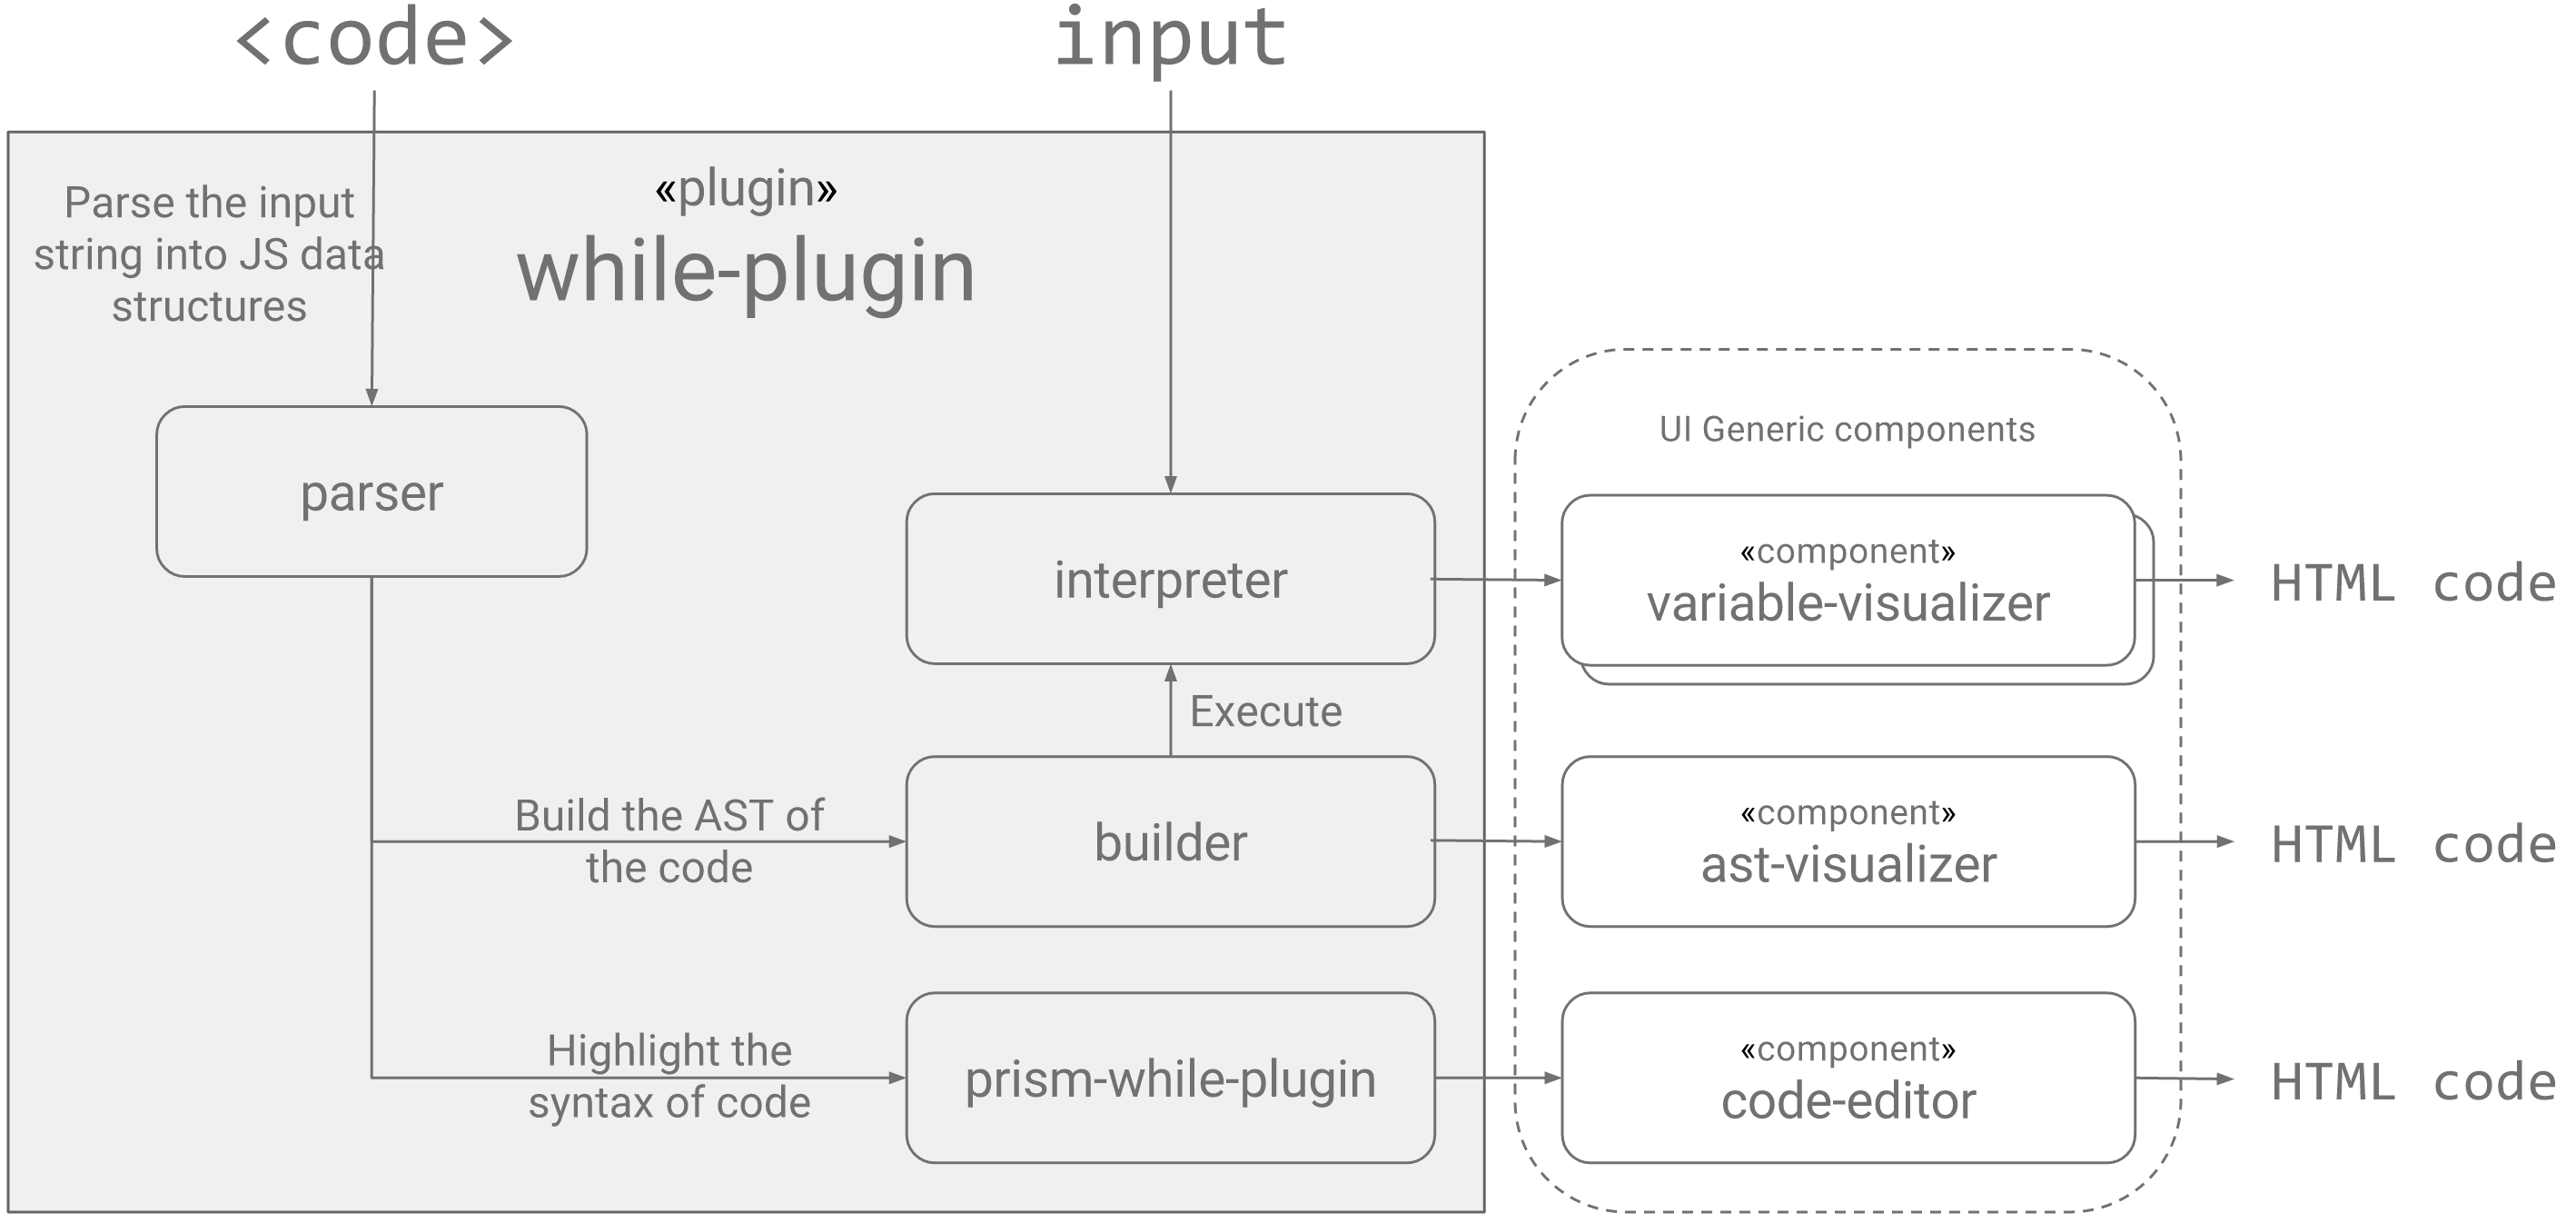 <code>
input
Parse the input
string into JS data
structures
«plugin»
while-plugin
parser
UI Generic components
interpreter
«component»
variable-visualizer
HTML code
Execute
Build the AST of
the code
builder
«component»
ast-visualizer
HTML code
Highlight the
syntax of code
prism-while-plugin
«component»
code-editor
HTML code